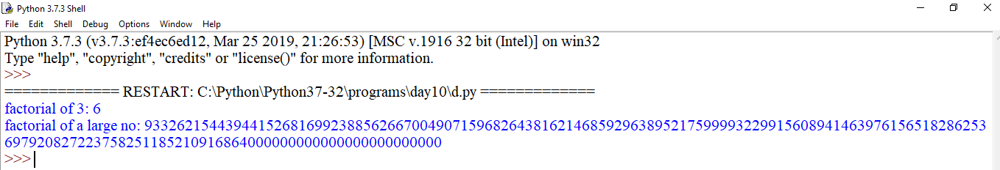 Python 3.7.3 Shell
File Edit Shell Debug Options Window Help
Python 3.7.3 (v3.7.3:ef4ec6ed12, Mar 25 2019, 21:26:53) [MSC v.1916 32 bit (Intel)] on win32
Type "help", "copyright", "credits" or "license()" for more information.
>>>
============= RESTART: C:\Python\Python37-32\programs\day10\d.py =============
factorial of 3: 6
factorial of a large no: 93326215443944152681699238856266700490715968264381621468592963895217599993229915608941463976156518286253
697920827223758251185210916864000000000000000000000000
>>>